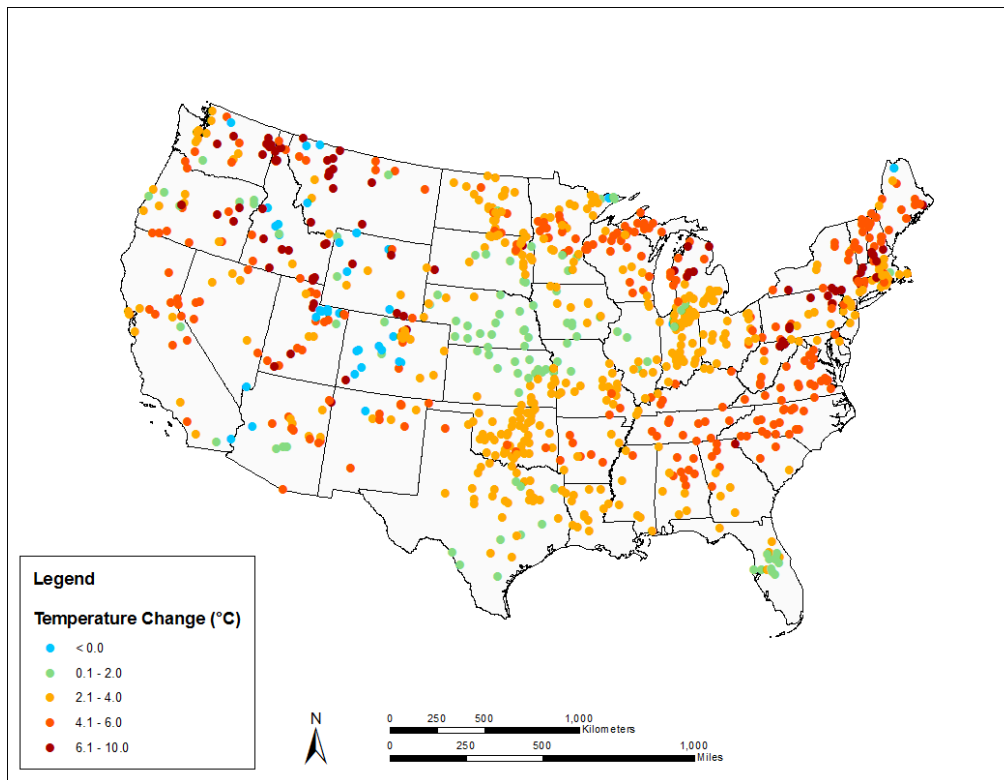 Legend
Temperature Change (°C)
< 0.0
0.1 - 2.0
2.1 - 4.0
4.1 - 6.0
6.1 - 10.0
N
0 250 500 1,000
Kilometers
0 250 500 1,000
Miles